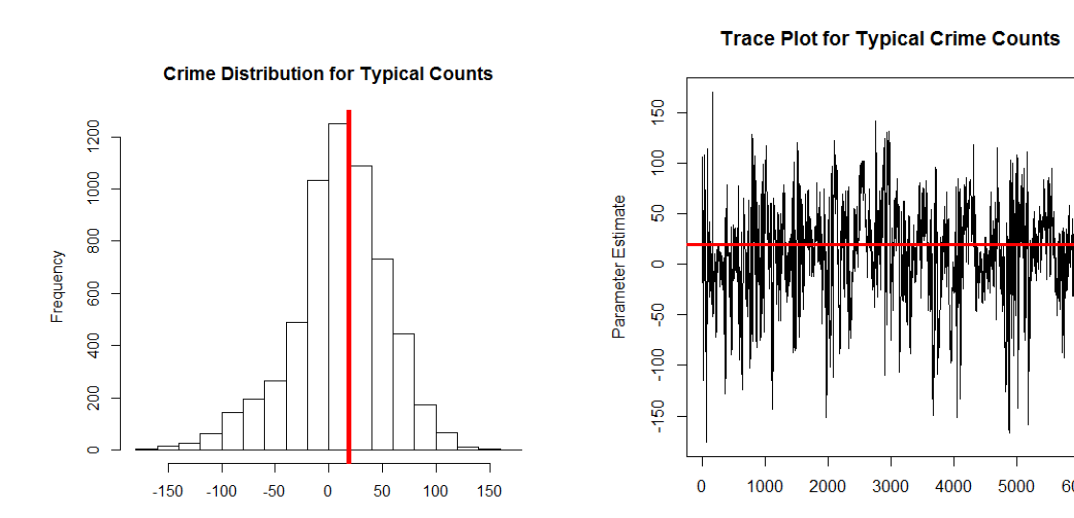 Crime Distribution for Typical Counts
Frequency
1200
1000
800
600
400
200
0
-150 -100 -50 0 50 100 150
Trace Plot for Typical Crime Counts
Parameter Estimate
150
100
50
0
-50
-100
-150
0 1000 2000 3000 4000 5000